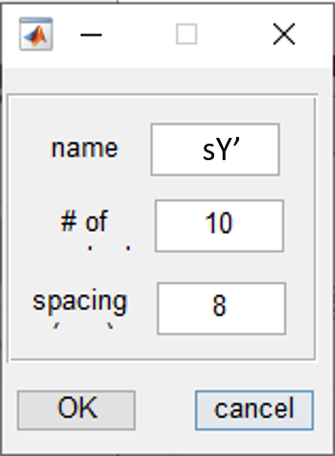 name sY’
# of 10
spacing 8
OK cancel